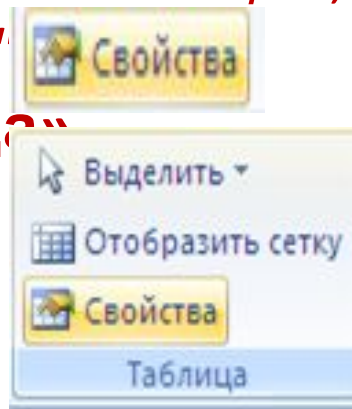 Свойства
Выделить
Отобразить сетку
Свойства
Таблица